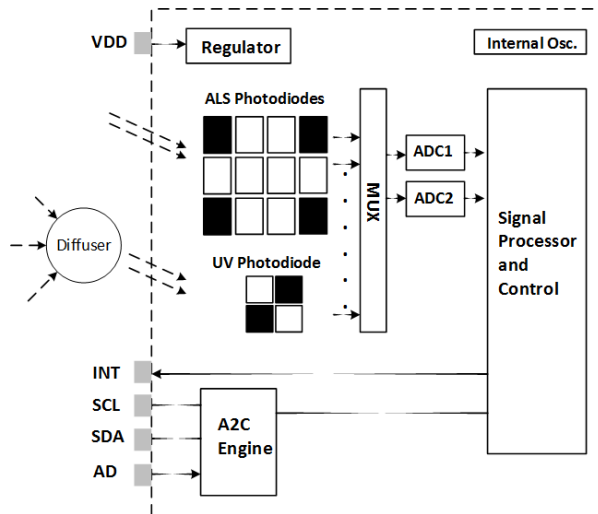 VDD
Regulator
Internal Osc.
ALS Photodiodes
MUX
ADC1
ADC2
Signal
Processor
and
Control
Diffuser
UV Photodiode
INT
SCL
SDA
AD
A2C
Engine